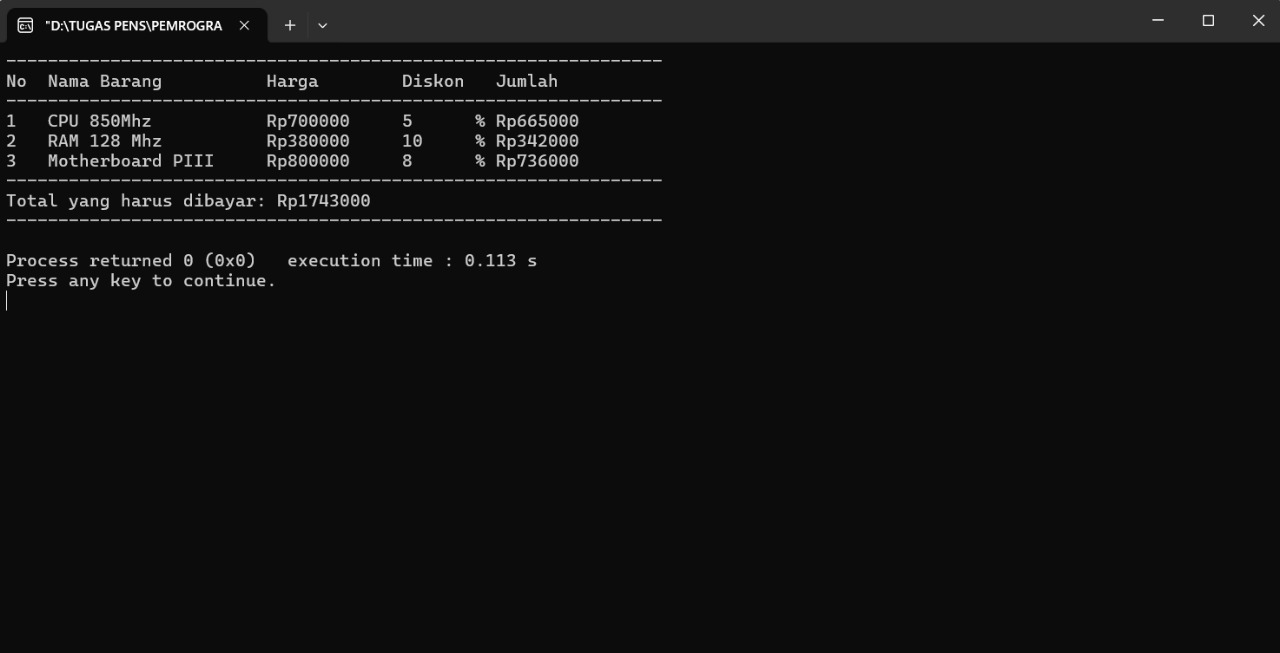 "D:\TUGAS PENS\PEMROGRA
---------------------------------------------------------------
No  Nama Barang          Harga        Diskon   Jumlah
---------------------------------------------------------------
1   CPU 850Mhz           Rp700000     5      % Rp665000
2   RAM 128 Mhz          Rp380000     10     % Rp342000
3   Motherboard PIII     Rp800000     8      % Rp736000
---------------------------------------------------------------
Total yang harus dibayar: Rp1743000
---------------------------------------------------------------
Process returned 0 (0x0)   execution time : 0.113 s
Press any key to continue.